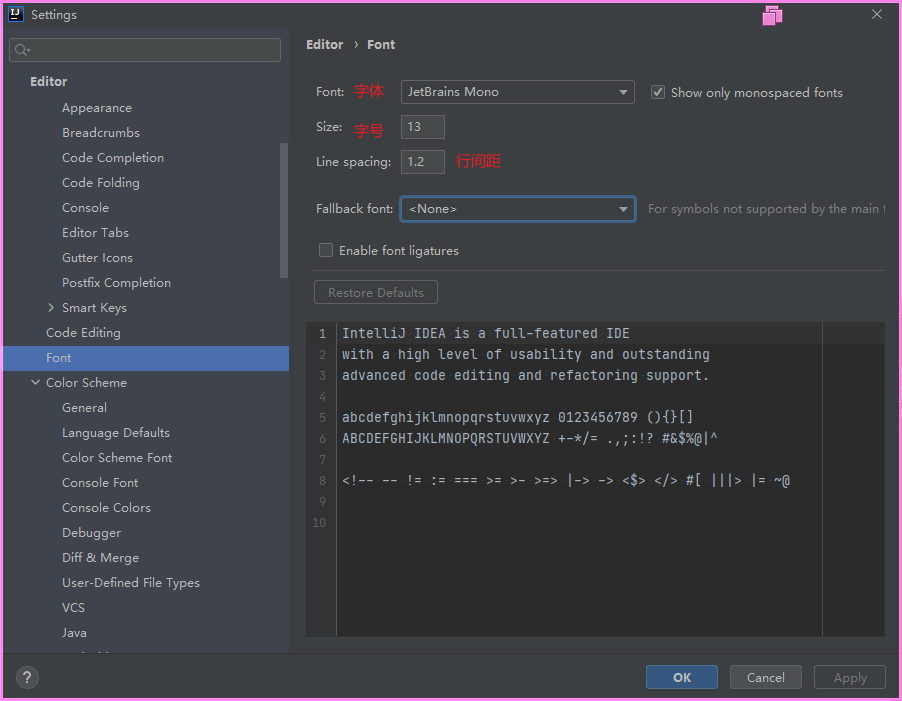 Settings
Editor
Appearance
Breadcrumbs
Code Completion
Code Folding
Console
Editor Tabs
Gutter Icons
Postfix Completion
Smart Keys
Code Editing
Font
Color Scheme
General
Language Defaults
Color Scheme Font
Console Font
Console Colors
Debugger
Diff & Merge
User-Defined File Types
VCS
Java
Editor › Font
Font: 字体 JetBrains Mono Show only monospaced fonts
Size: 字号 13
Line spacing: 1.2 行间距
Fallback font: <None> For symbols not supported by the main
Enable font ligatures
Restore Defaults
1 IntelliJ IDEA is a full-featured IDE
2 with a high level of usability and outstanding
3 advanced code editing and refactoring support.
4
5 abcdefghijklmnopqrstuvwxyz 0123456789 (){}[]
6 ABCDEFGHIJKLMNOPQRSTUVWXYZ +-*/= .,;:!? #&$%@|^
7
8 <!-- -- != := === >= >- >=> |-> -> <$> </> #[ |||> |= ~@
9
10
? OK Cancel Apply